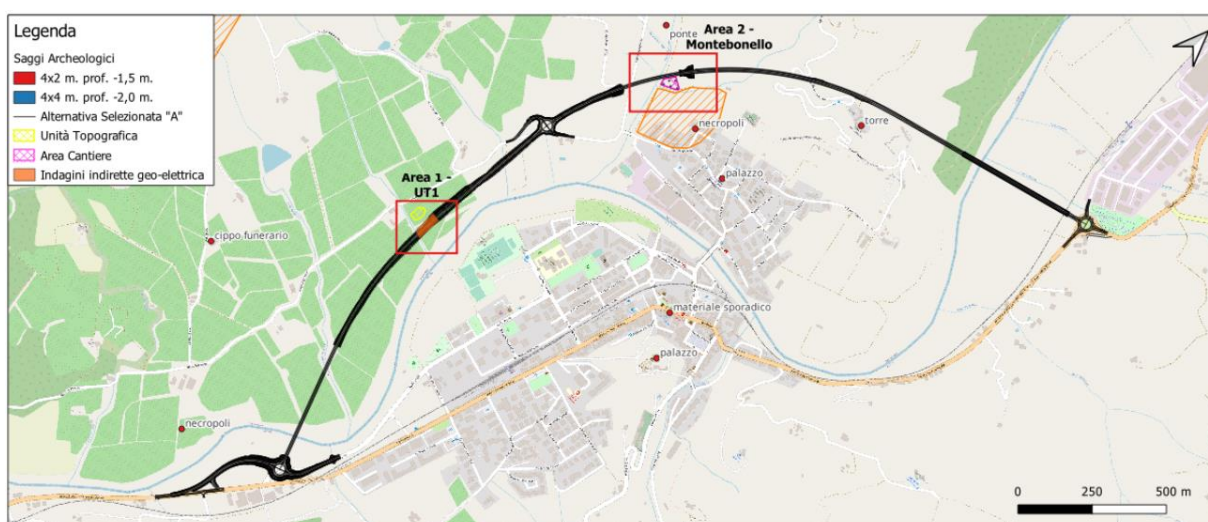 Legenda
Saggi Archeologici
4x2 m. prof. -1,5 m.
4x4 m. prof. -2,0 m.
Alternativa Selezionata "A"
Unità Topografica
Area Cantiere
Indagini indirette geo-elettrica
ponte
Area 2 -
Montebonello
necropoli
torre
palazzo
Area 1 -
UT1
cippo funerario
materiale sporadico
palazzo
necropoli
0 250 500 m